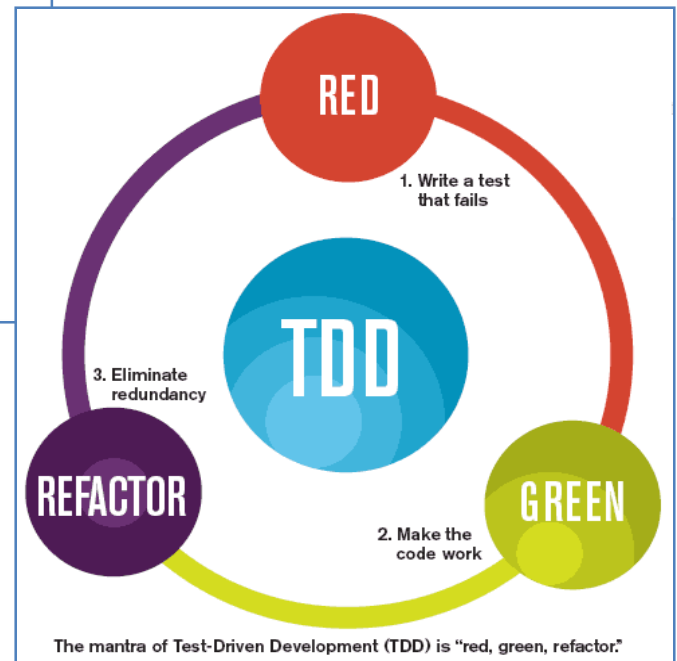 RED
1. Write a test
that fails
TDD
3. Eliminate
redundancy
REFACTOR
GREEN
2. Make the
code work
The mantra of Test-Driven Development (TDD) is “red, green, refactor.”